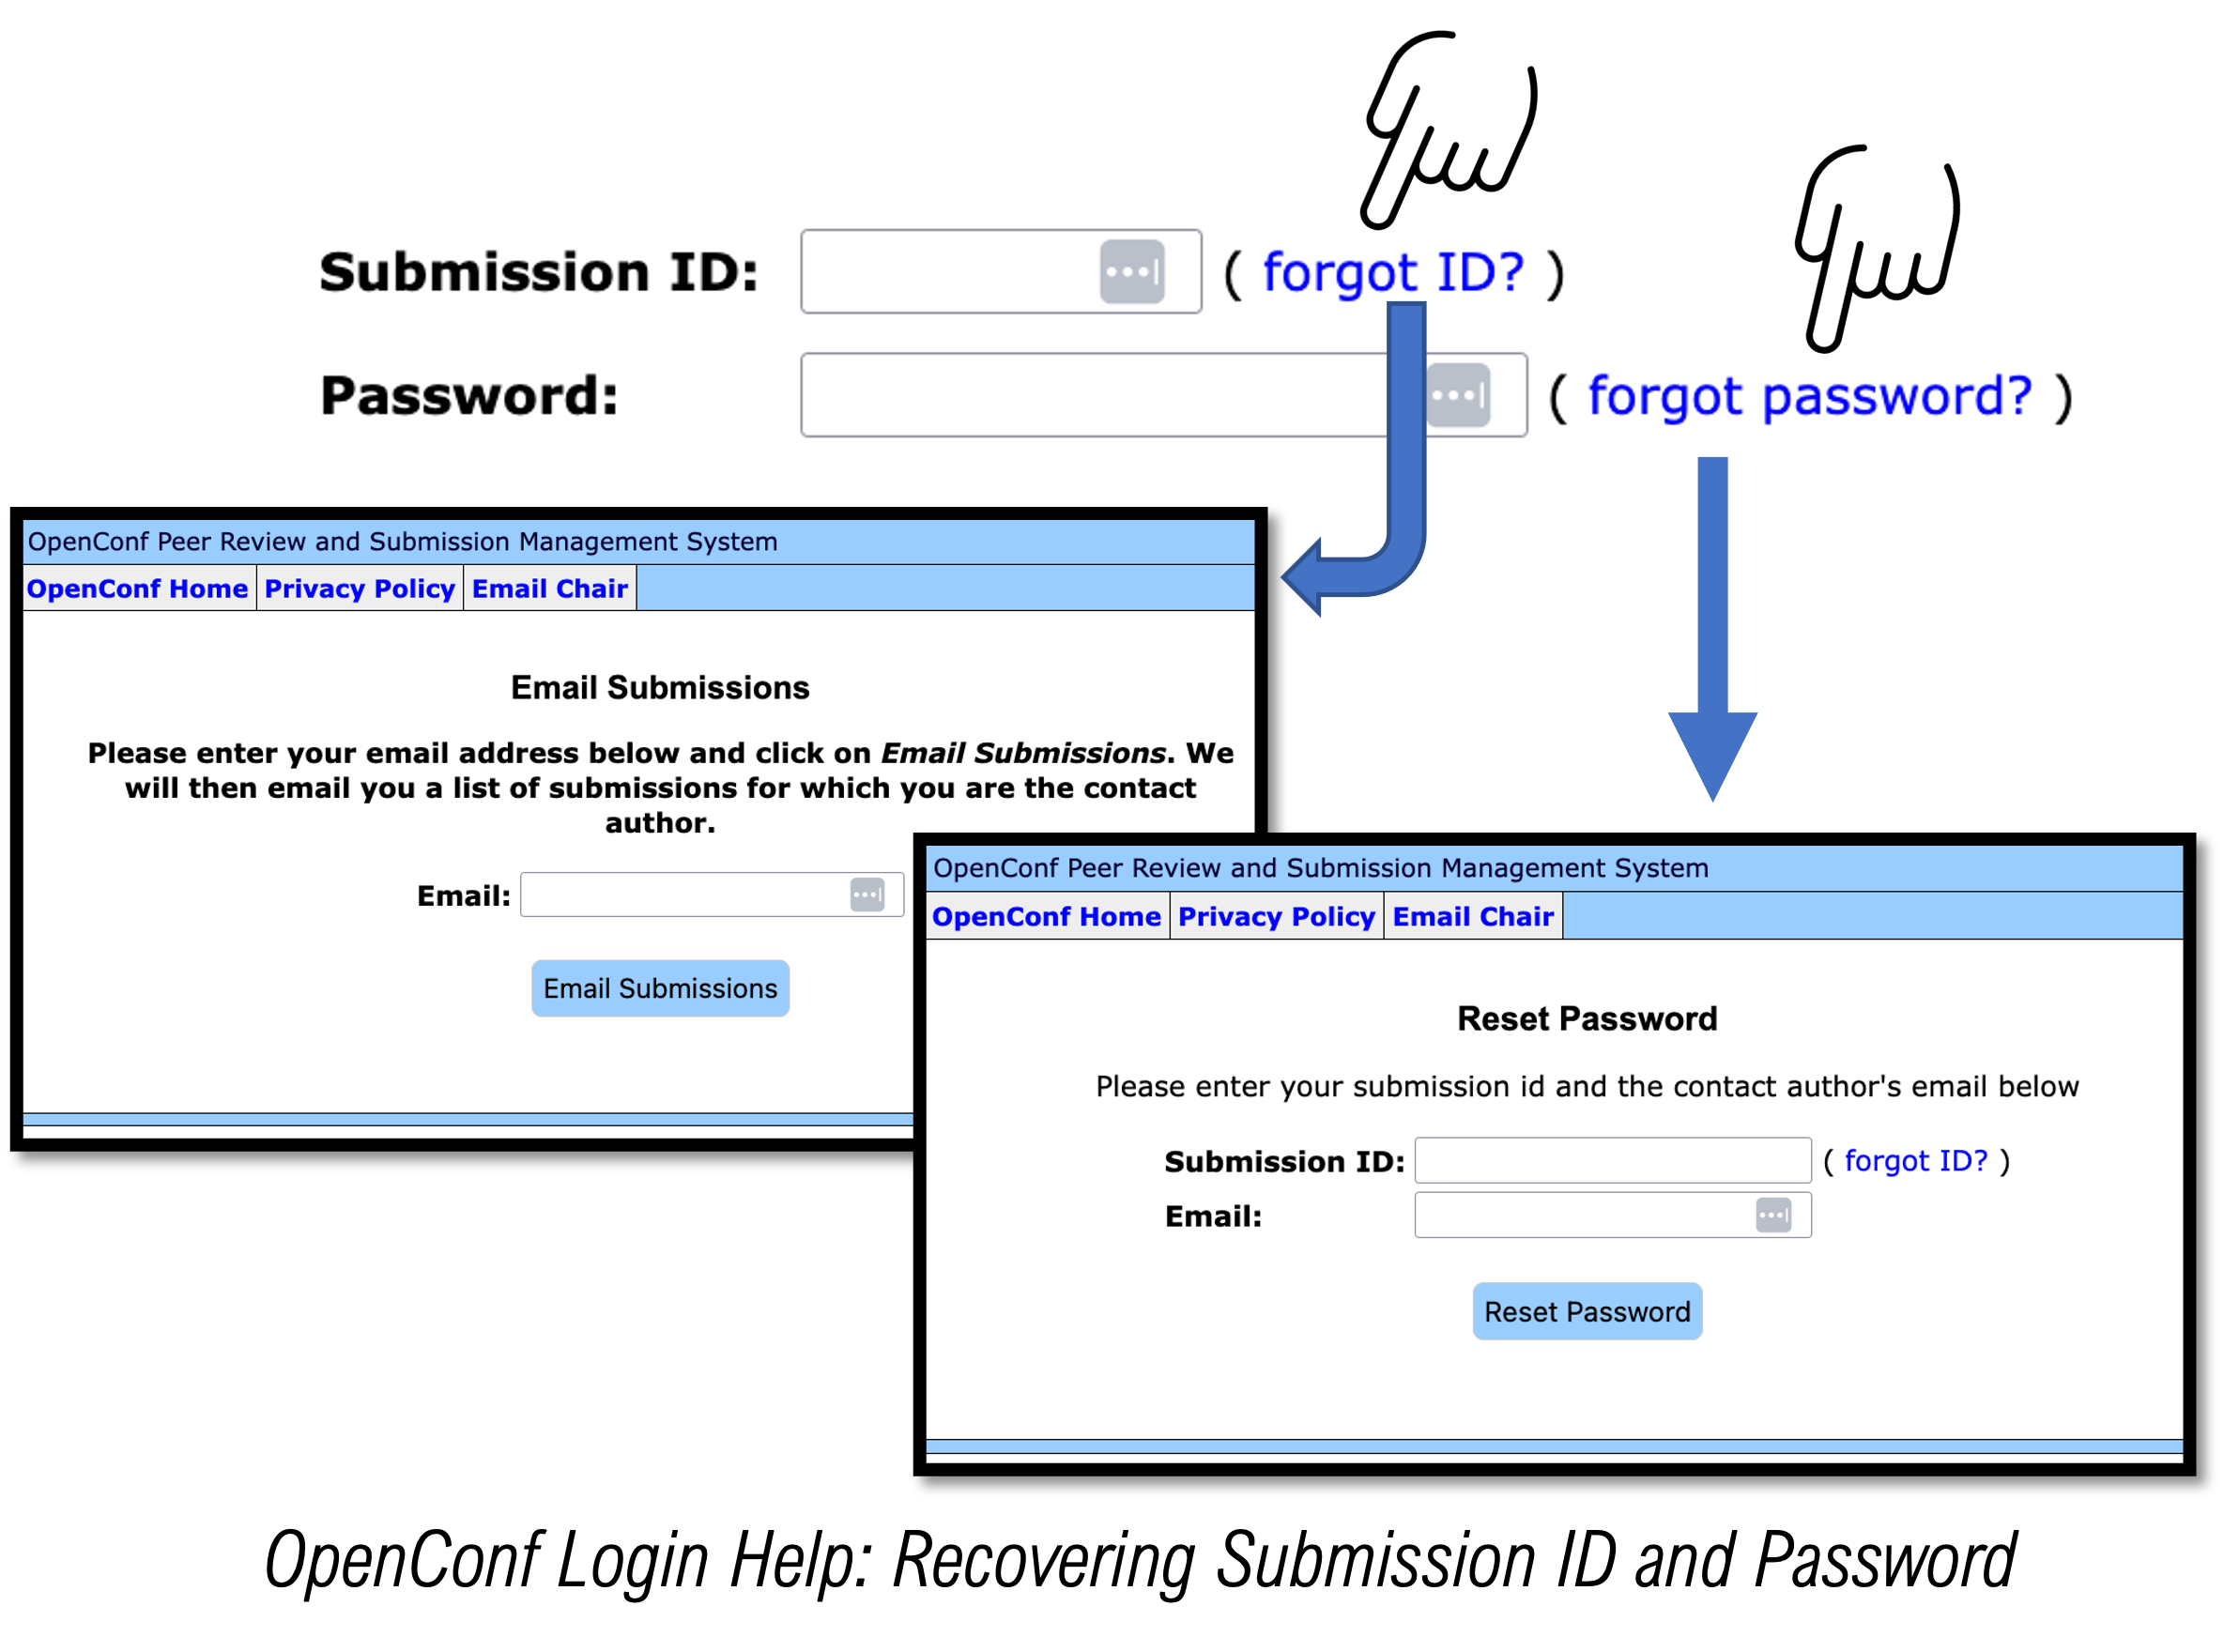 Submission ID: ( forgot ID? )
Password: ( forgot password? )
OpenConf Peer Review and Submission Management System
OpenConf Home Privacy Policy Email Chair
Email Submissions
Please enter your email address below and click on Email Submissions. We
will then email you a list of submissions for which you are the contact
author.
Email:
Email Submissions
OpenConf Peer Review and Submission Management System
OpenConf Home Privacy Policy Email Chair
Reset Password
Please enter your submission id and the contact author's email below
Submission ID: ( forgot ID? )
Email:
Reset Password
OpenConf Login Help: Recovering Submission ID and Password